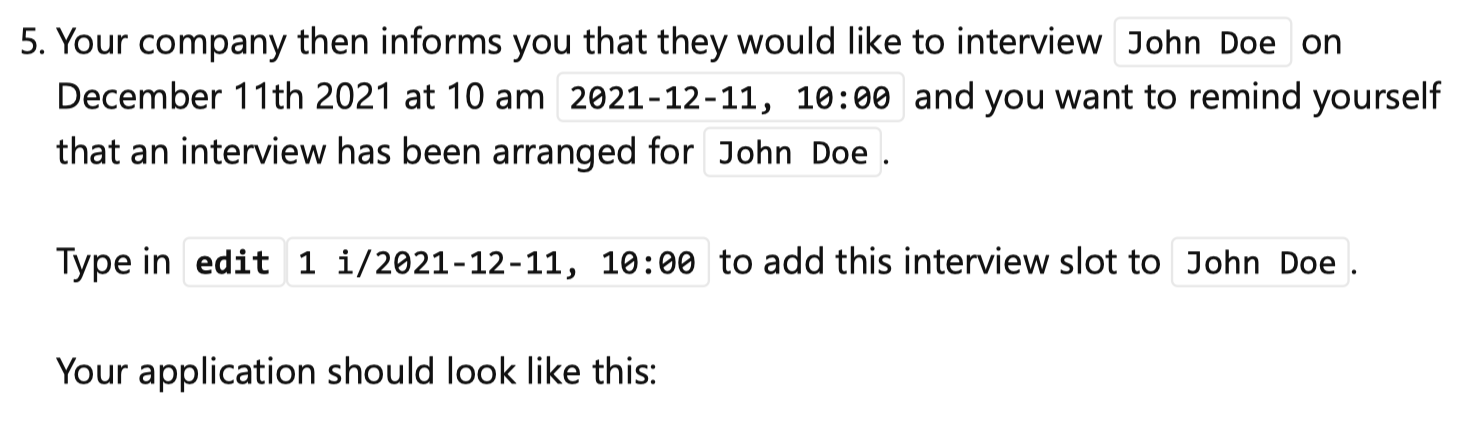 5. Your company then informs you that they would like to interview John Doe on
December 11th 2021 at 10 am 2021-12-11, 10:00 and you want to remind yourself
that an interview has been arranged for John Doe.
Type in edit 1 i/2021-12-11, 10:00 to add this interview slot to John Doe.
Your application should look like this: